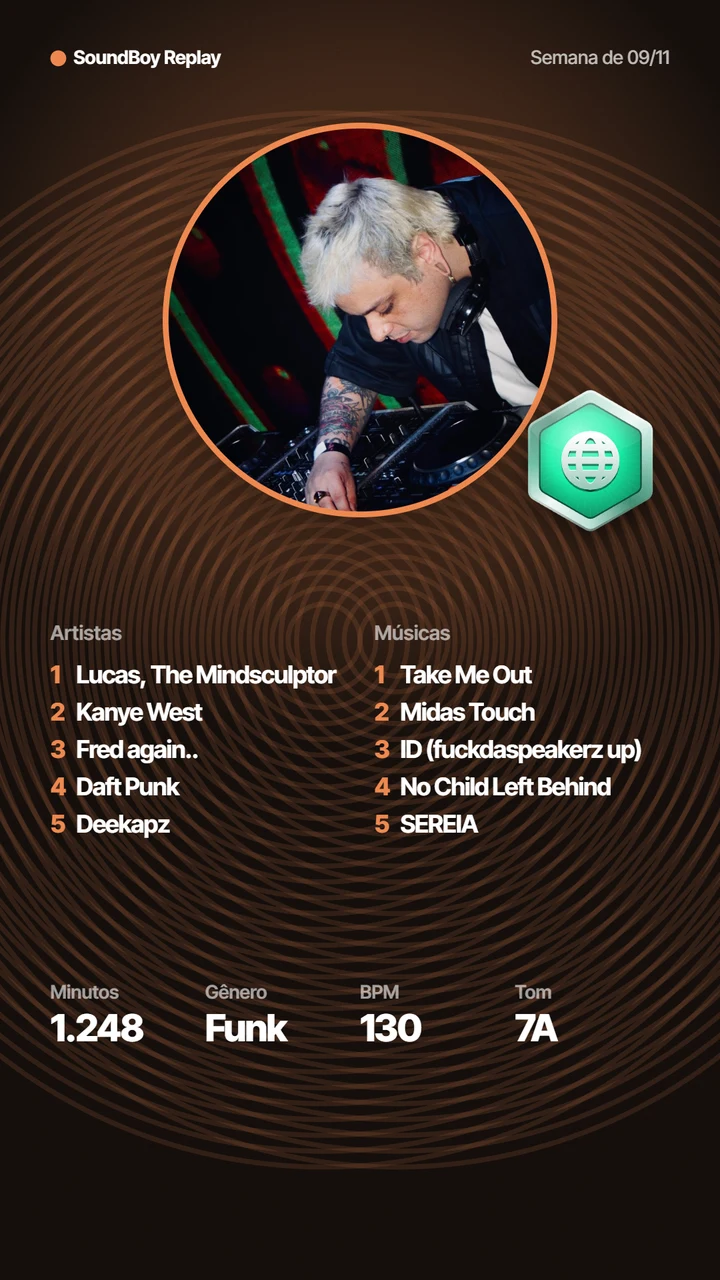 SoundBoy Replay
Semana de 09/11
Artistas
1 Lucas, The Mindsculptor
2 Kanye West
3 Fred again..
4 Daft Punk
5 Deekapz
Músicas
1 Take Me Out
2 Midas Touch
3 ID (fuckdaspeakerz up)
4 No Child Left Behind
5 SEREIA
Minutos
1.248
Gênero
Funk
BPM
130
Tom
7A